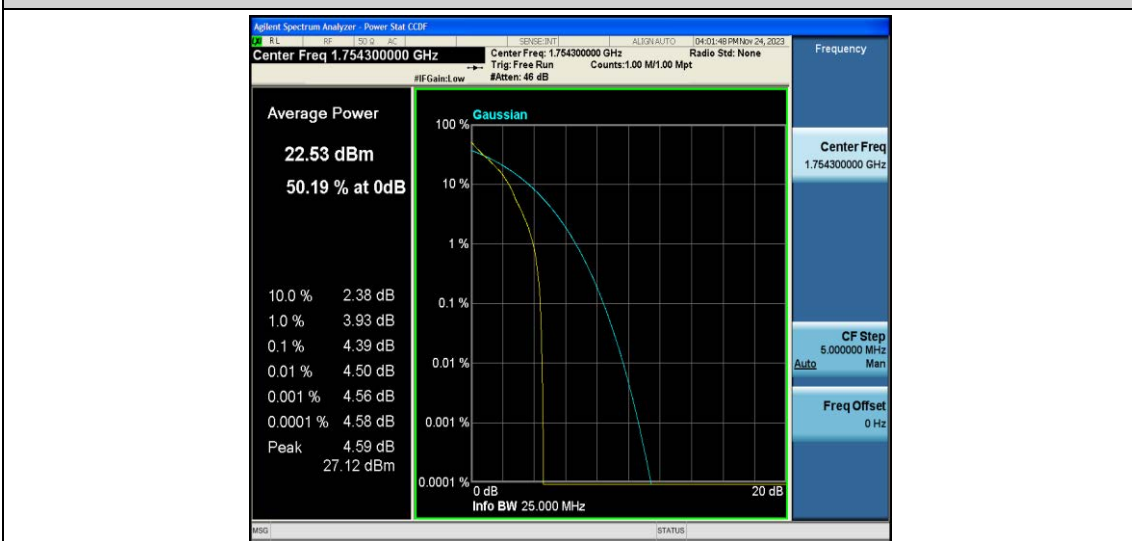 Agilent Spectrum Analyzer - Power Stat CCDF
RL RF 50 Ω AC SENSE:INT ALIGN AUTO 04:01:48 PM Nov 24, 2023
Center Freq 1.754300000 GHz
Center Freq: 1.754300000 GHz Radio Std: None
Trig: Free Run Counts:1.00 M/1.00 Mpt
#IFGain:Low #Atten: 46 dB
Frequency
Average Power
22.53 dBm
50.19 % at 0dB
10.0 % 2.38 dB
1.0 % 3.93 dB
0.1 % 4.39 dB
0.01 % 4.50 dB
0.001 % 4.56 dB
0.0001 % 4.58 dB
Peak 4.59 dB
27.12 dBm
Gaussian
100 %
10 %
1 %
0.1 %
0.01 %
0.001 %
0.0001 %
0 dB 20 dB
Info BW 25.000 MHz
Center Freq
1.754300000 GHz
CF Step
5.000000 MHz
Auto Man
Freq Offset
0 Hz
MSG STATUS